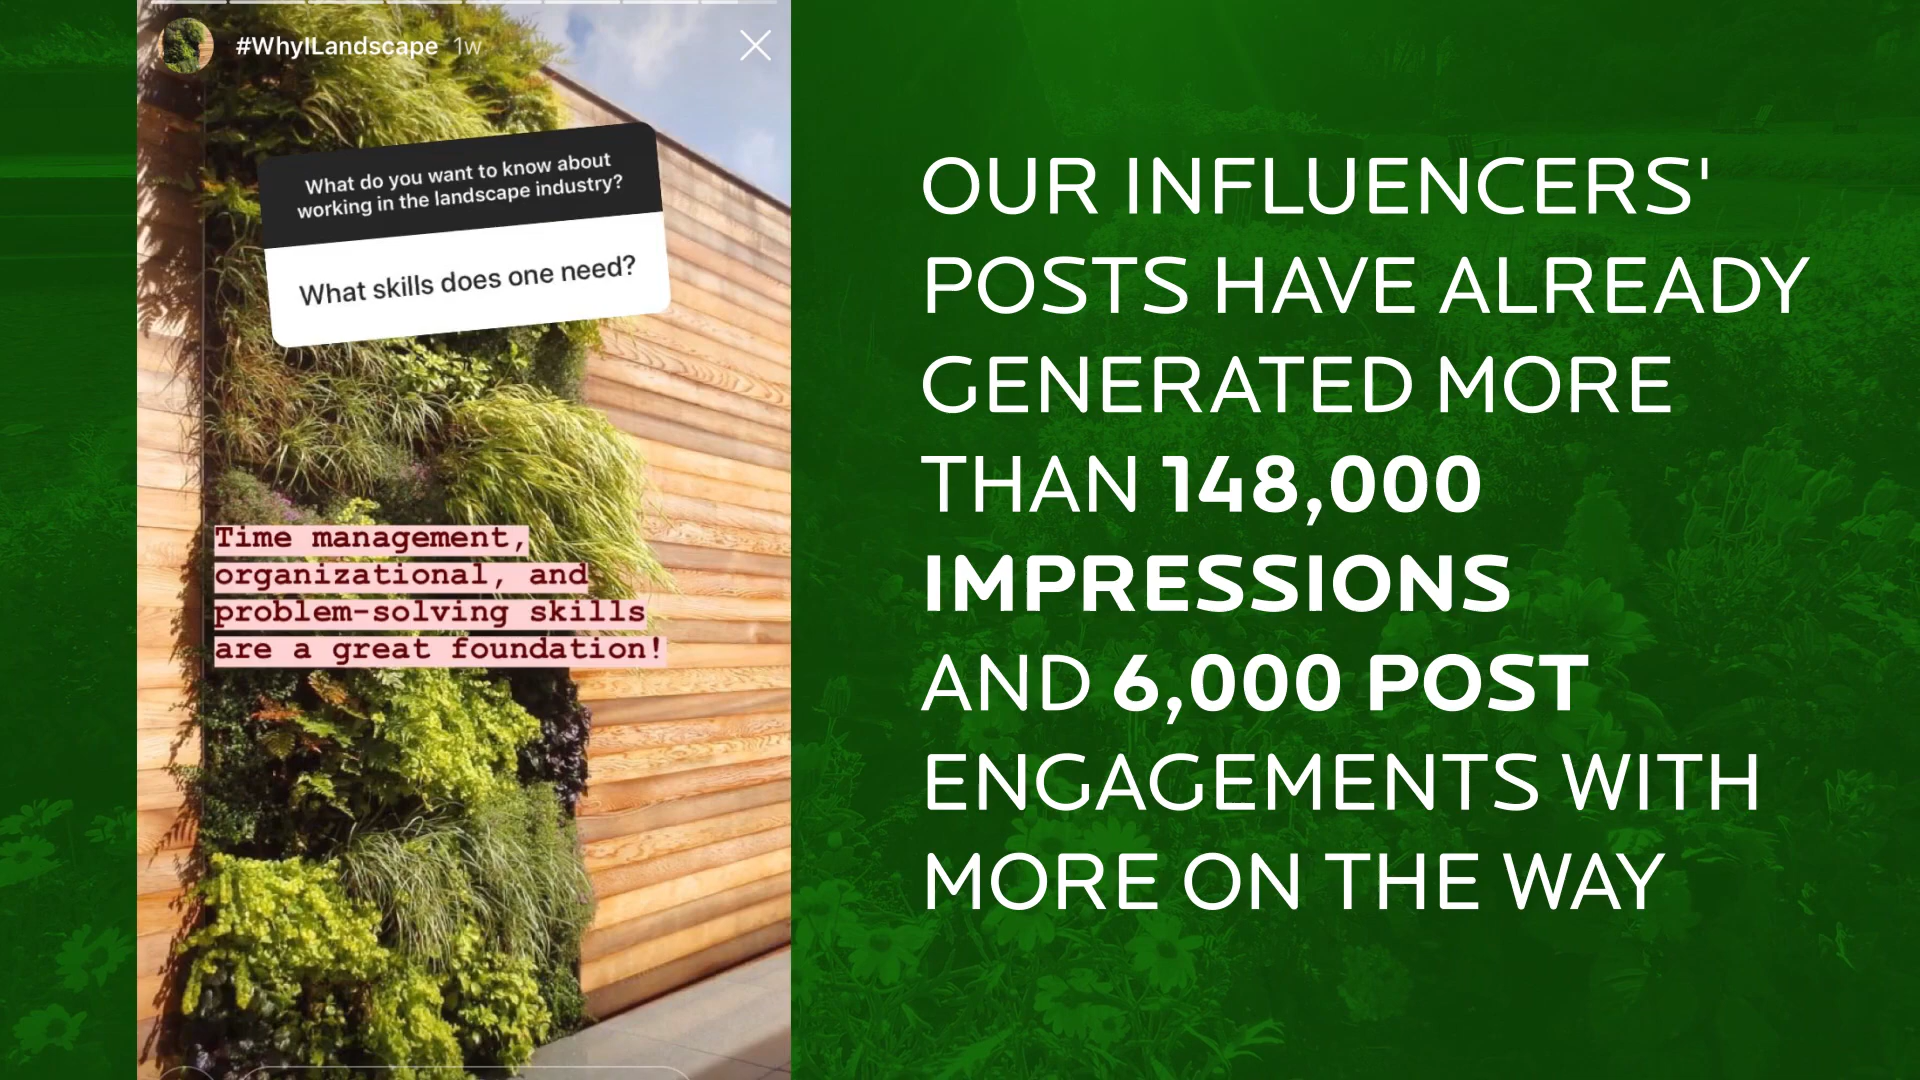 #WhyILandscape 1w
What do you want to know about
working in the landscape industry?
What skills does one need?
Time management,
organizational, and
problem-solving skills
are a great foundation!
OUR INFLUENCERS'
POSTS HAVE ALREADY
GENERATED MORE
THAN 148,000
IMPRESSIONS
AND 6,000 POST
ENGAGEMENTS WITH
MORE ON THE WAY